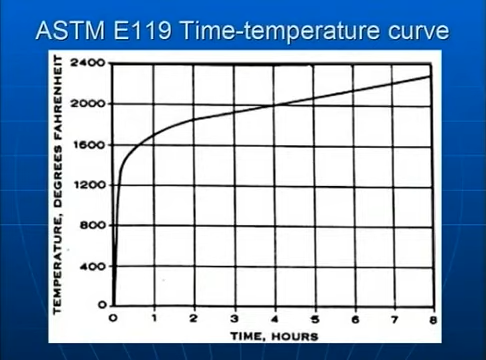 ASTM E119 Time-temperature curve
TEMPERATURE, DEGREES FAHRENHEIT
2400
2000
1600
1200
800
400
0
0 1 2 3 4 5 6 7 8
TIME, HOURS